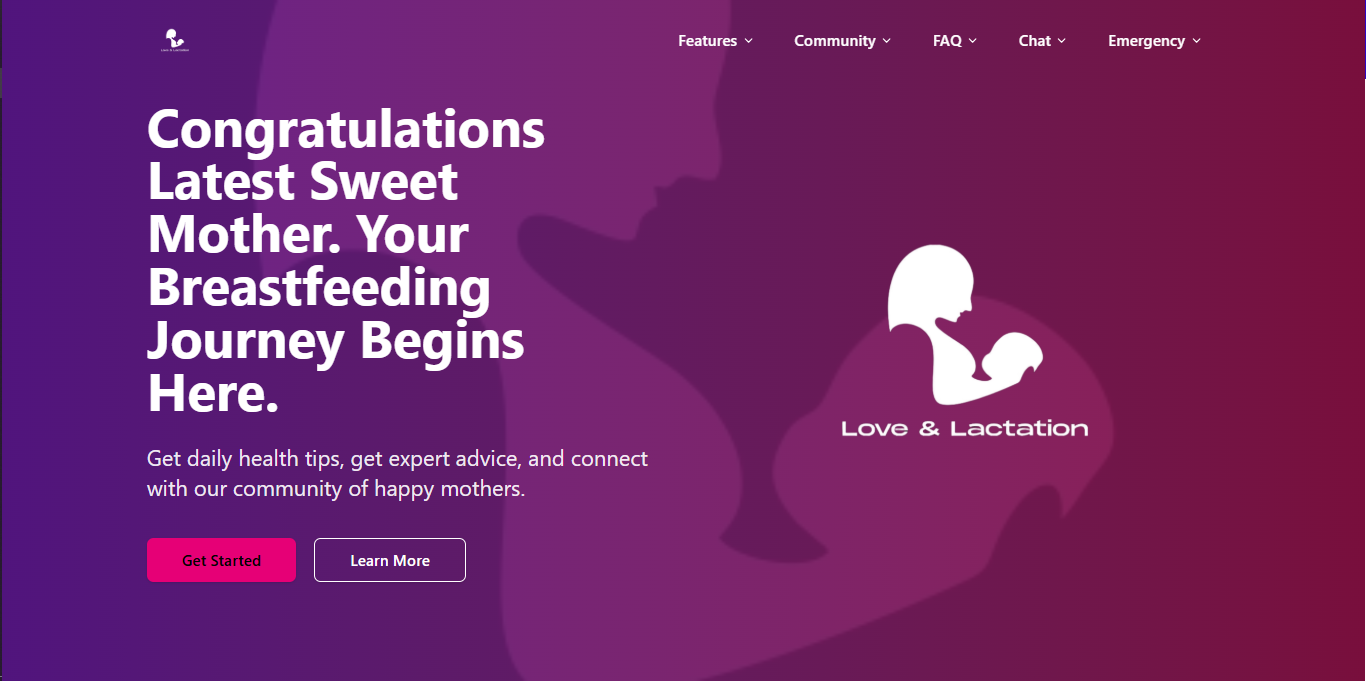 Love & Lactation
Features
Community
FAQ
Chat
Emergency
Congratulations
Latest Sweet
Mother. Your
Breastfeeding
Journey Begins
Here.
Love & Lactation
Get daily health tips, get expert advice, and connect
with our community of happy mothers.
Get Started
Learn More